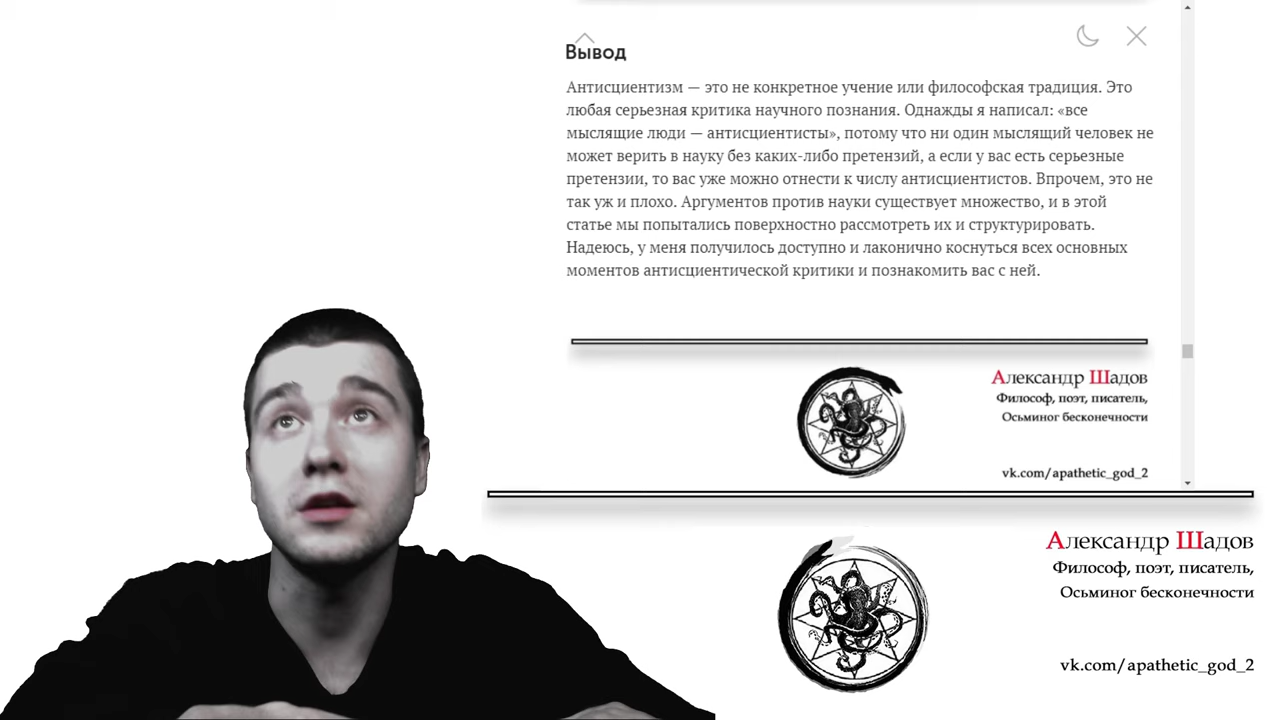 Вывод
Антисциентизм — это не конкретное учение или философская традиция. Это
любая серьезная критика научного познания. Однажды я написал: «все
мыслящие люди — антисциентисты», потому что ни один мыслящий человек не
может верить в науку без каких-либо претензий, а если у вас есть серьезные
претензии, то вас уже можно отнести к числу антисциентистов. Впрочем, это не
так уж и плохо. Аргументов против науки существует множество, и в этой
статье мы попытались поверхностно рассмотреть их и структурировать.
Надеюсь, у меня получилось доступно и лаконично коснуться всех основных
моментов антисциентической критики и познакомить вас с ней.
Александр Шадов
Философ, поэт, писатель,
Осьминог бесконечности
vk.com/apathetic_god_2
Александр Шадов
Философ, поэт, писатель,
Осьминог бесконечности
vk.com/apathetic_god_2